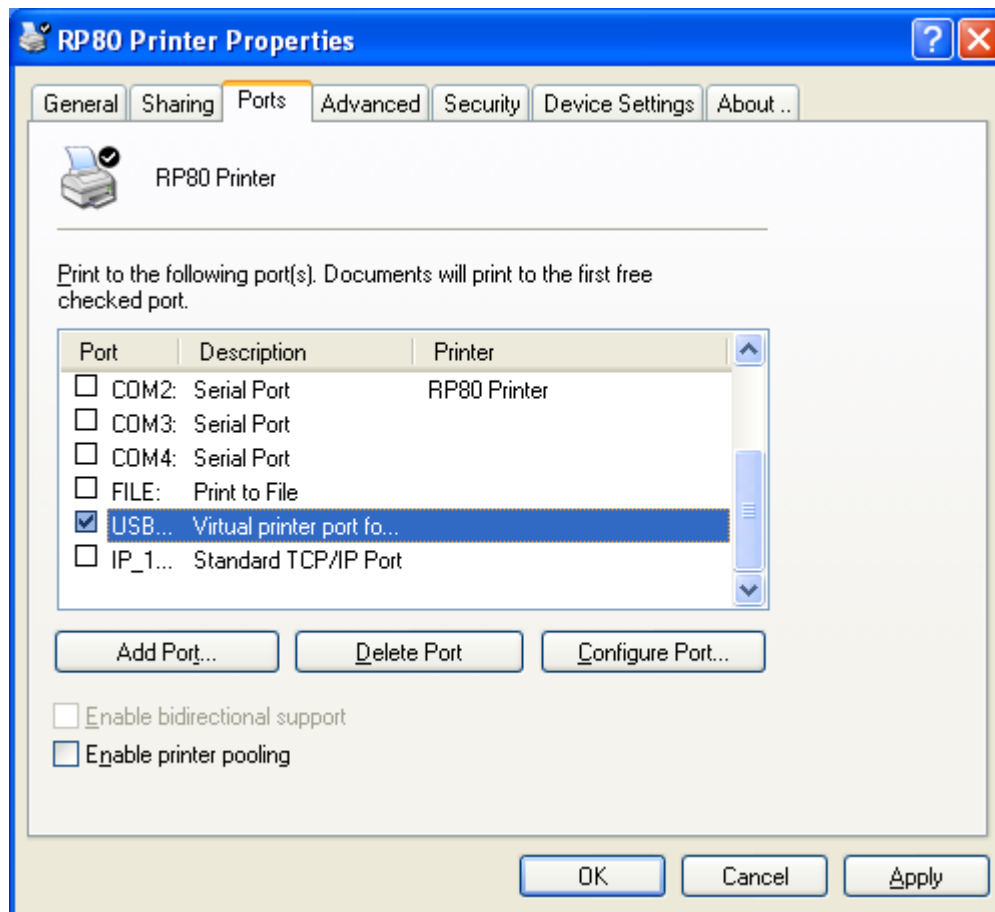 RP80 Printer Properties
General Sharing Ports Advanced Security Device Settings About ..
RP80 Printer
Print to the following port(s). Documents will print to the first free
checked port.
Port Description Printer
COM2: Serial Port RP80 Printer
COM3: Serial Port
COM4: Serial Port
FILE: Print to File
USB... Virtual printer port fo...
IP_1... Standard TCP/IP Port
Add Port... Delete Port Configure Port...
Enable bidirectional support
Enable printer pooling
OK Cancel Apply